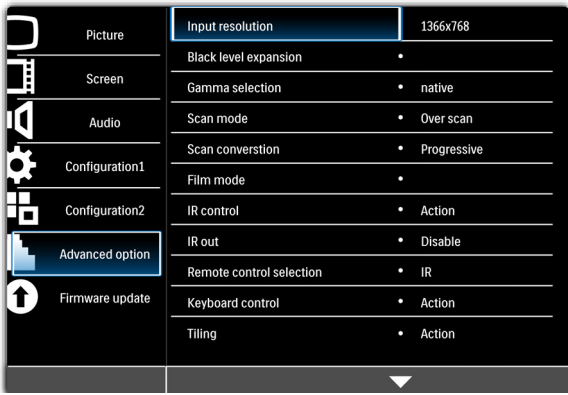 Picture
Screen
Audio
Configuration1
Configuration2
Advanced option
Firmware update
Input resolution 1366x768
Black level expansion •
Gamma selection • native
Scan mode • Over scan
Scan converstion • Progressive
Film mode •
IR control • Action
IR out • Disable
Remote control selection • IR
Keyboard control • Action
Tiling • Action